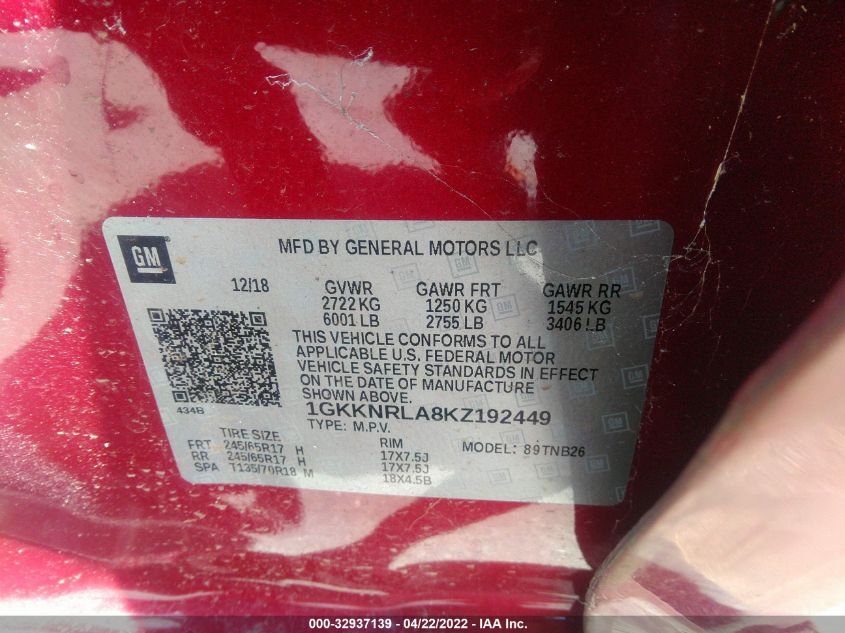 GM
MFD BY GENERAL MOTORS LLC
12/18 GVWR GAWR FRT GAWR RR
2722 KG 1250 KG 1545 KG
6001 LB 2755 LB 3406 LB
THIS VEHICLE CONFORMS TO ALL
APPLICABLE U.S. FEDERAL MOTOR
VEHICLE SAFETY STANDARDS IN EFFECT
ON THE DATE OF MANUFACTURE
SHOWN ABOVE.
434B
1GKKNRLA8KZ192449
TYPE: M.P.V.
MODEL: 89TNB26
TIRE SIZE RIM
FRT 245/65R17 H 17X7.5J
RR 245/65R17 H 17X7.5J
SPA T135/70R18 M 18X4.5B
000-32937139 - 04/22/2022 - IAA Inc.